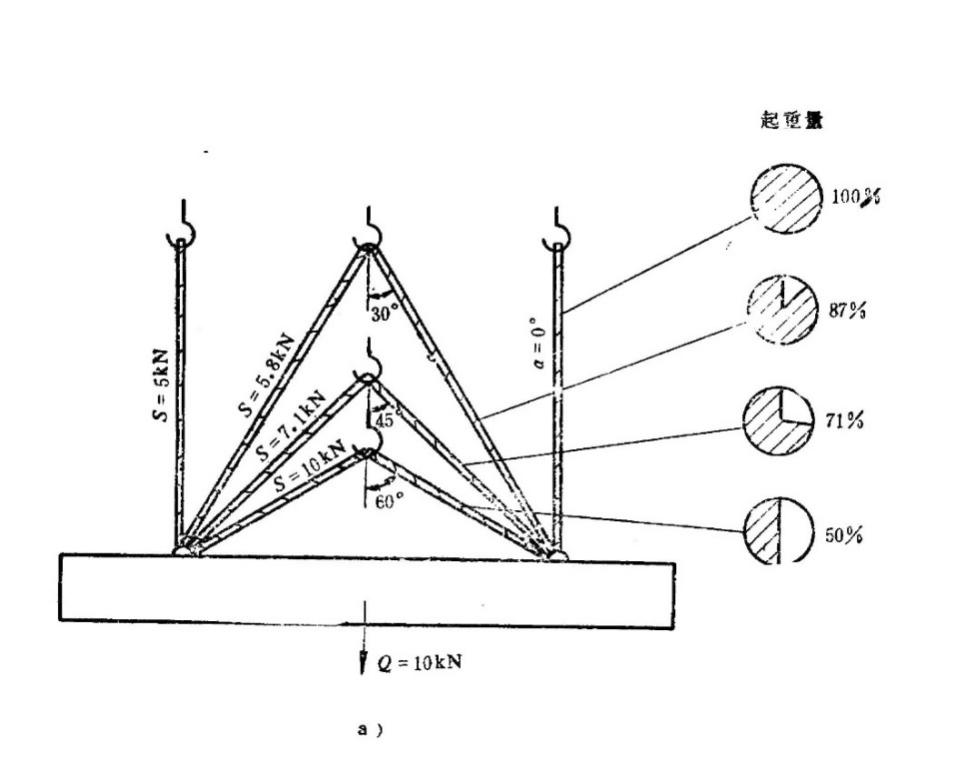 起重量
100%
87%
30°
S=5.8kN
a=0°
S=5kN
S=7.1kN
45°
71%
S=10kN
60°
50%
Q=10kN
a)